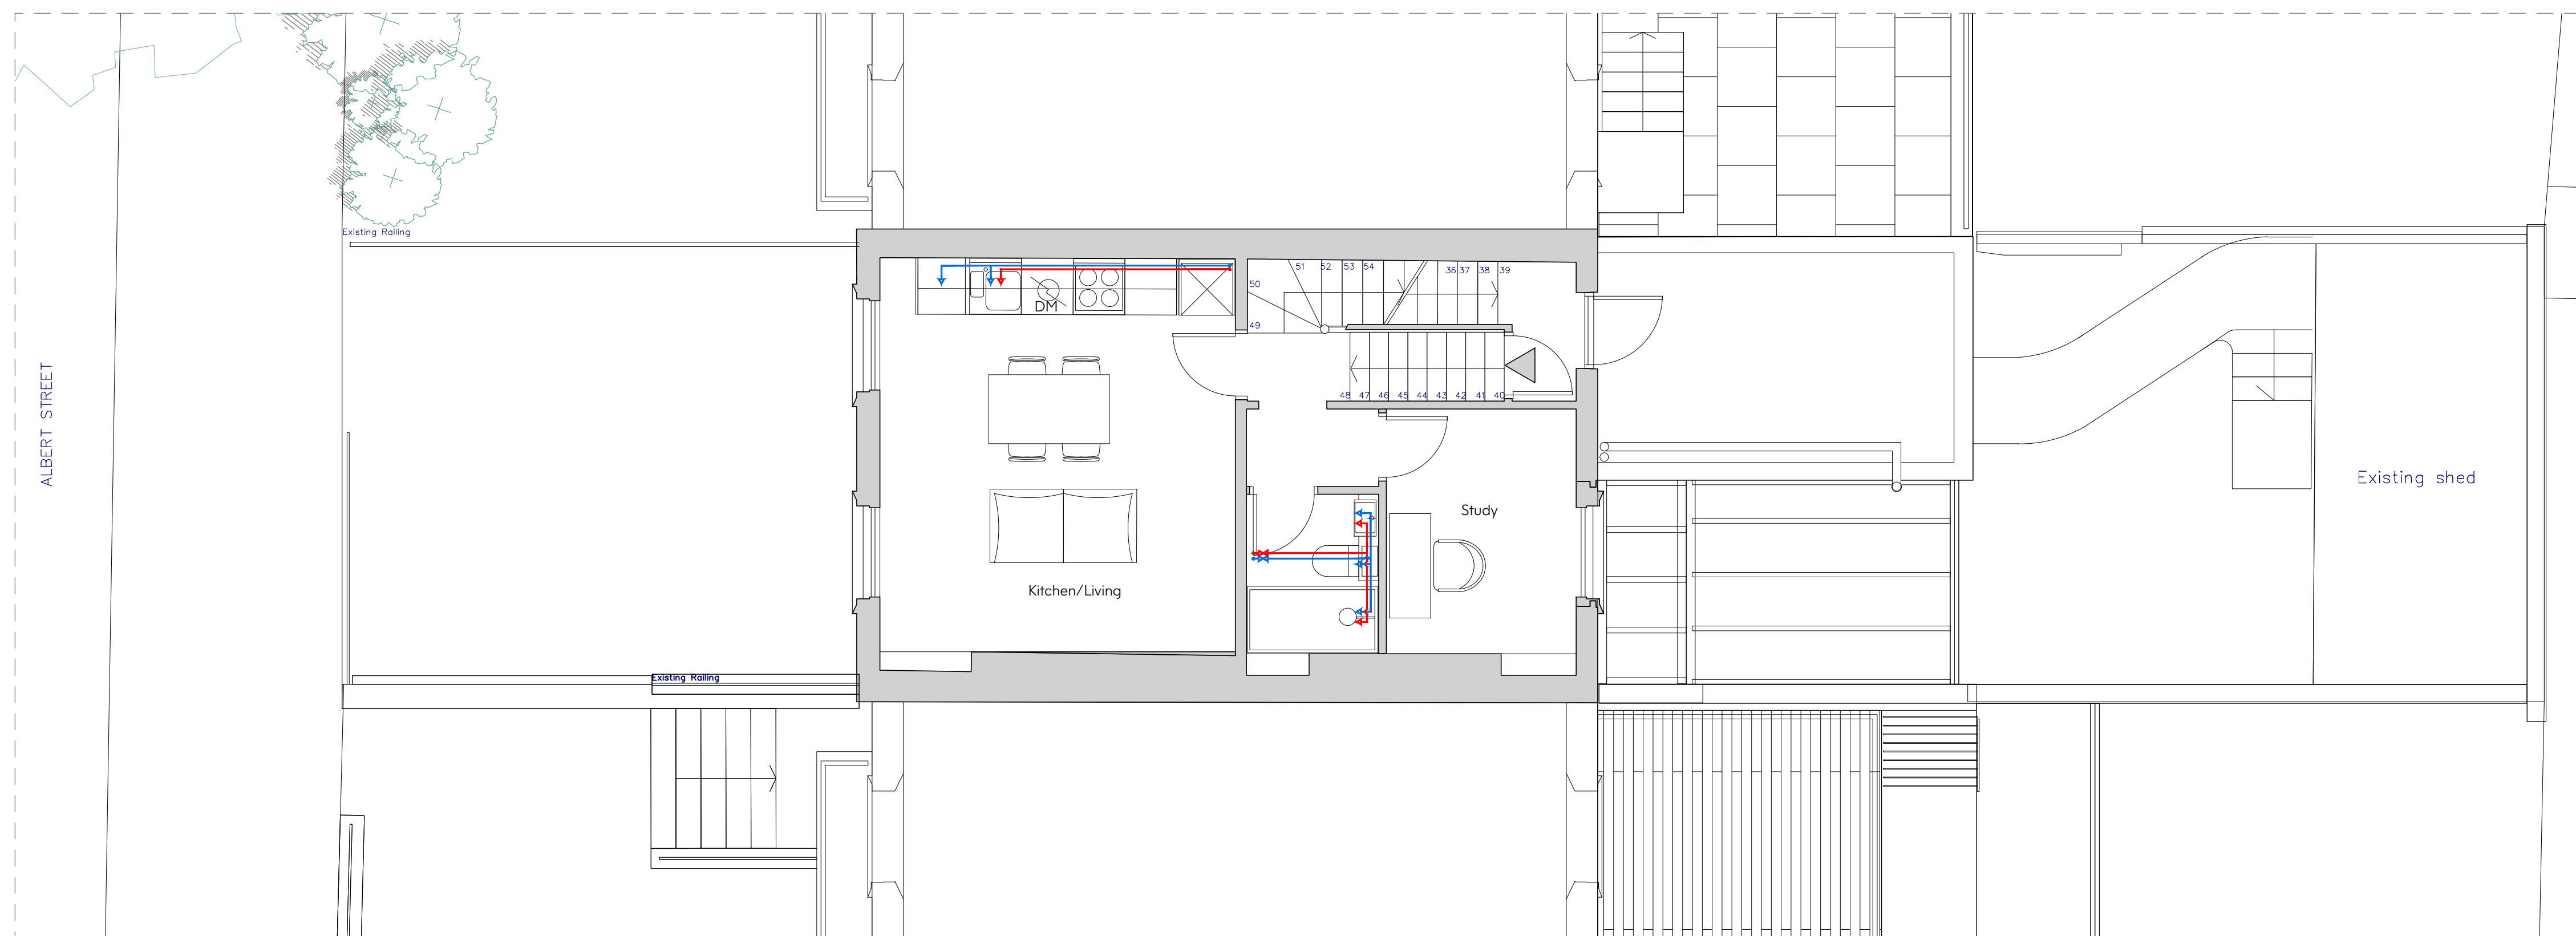 Existing Railing
51 52 53 54
36 37 38 39
50
DM
49
ALBERT STREET
48 47 46 45 44 43 42 41 40
Existing shed
Study
Kitchen/Living
Existing Railing